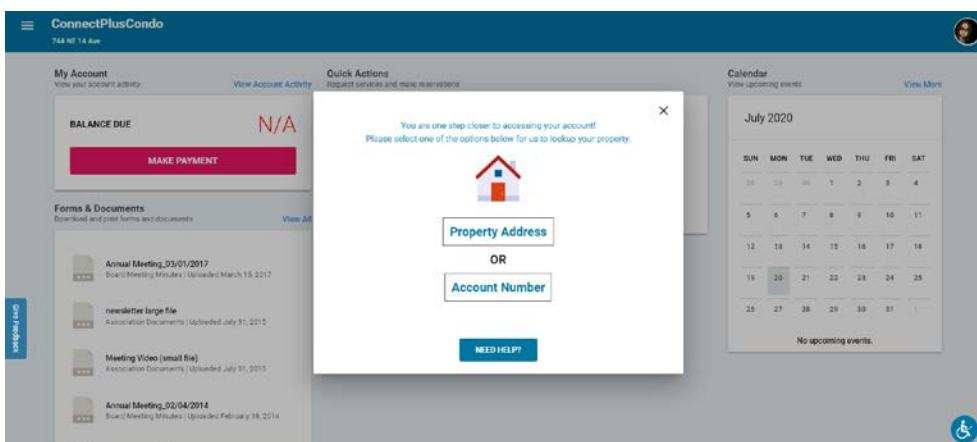 ConnectPlusCondo
744 NE 14 Ave
My Account
View your account activity
View Account Activity
BALANCE DUE
N/A
MAKE PAYMENT
Forms & Documents
Download and print forms and documents
View All
Annual Meeting_03/01/2017
Board Meeting Minutes | Uploaded March 15, 2017
newsletter large file
Association Documents | Uploaded July 31, 2015
Meeting Video (small file)
Association Documents | Uploaded July 31, 2015
Annual Meeting_02/04/2014
Board Meeting Minutes | Uploaded February 18, 2014
Give Feedback
Quick Actions
Request services and make reservations
You are one step closer to accessing your account!
Please select one of the options below for us to lookup your property.
Property Address
OR
Account Number
NEED HELP?
Calendar
View upcoming events
View More
July 2020
SUN MON TUE WED THU FRI SAT
28 29 30 1 2 3 4
5 6 7 8 9 10 11
12 13 14 15 16 17 18
19 20 21 22 23 24 25
26 27 28 29 30 31 1
No upcoming events.